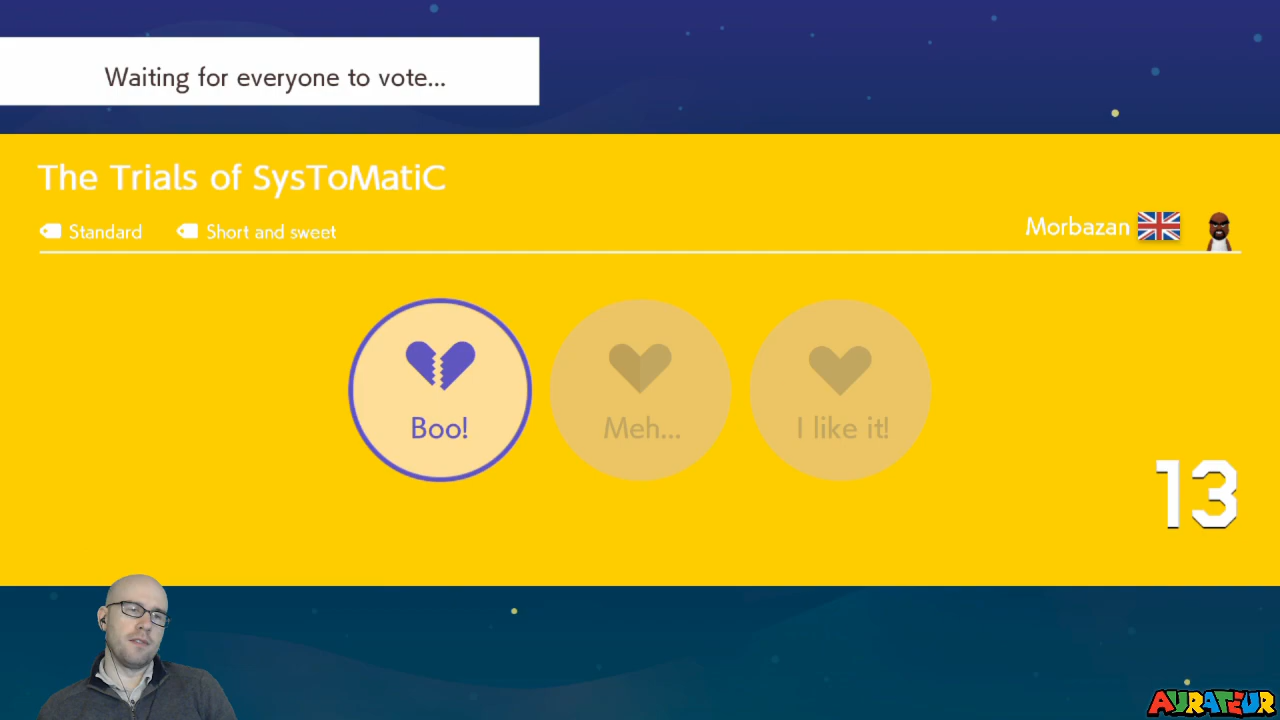 Waiting for everyone to vote...
The Trials of SysToMatiC
Standard Short and sweet
Morbazan
Boo! Meh... I like it!
13
AURATEUR